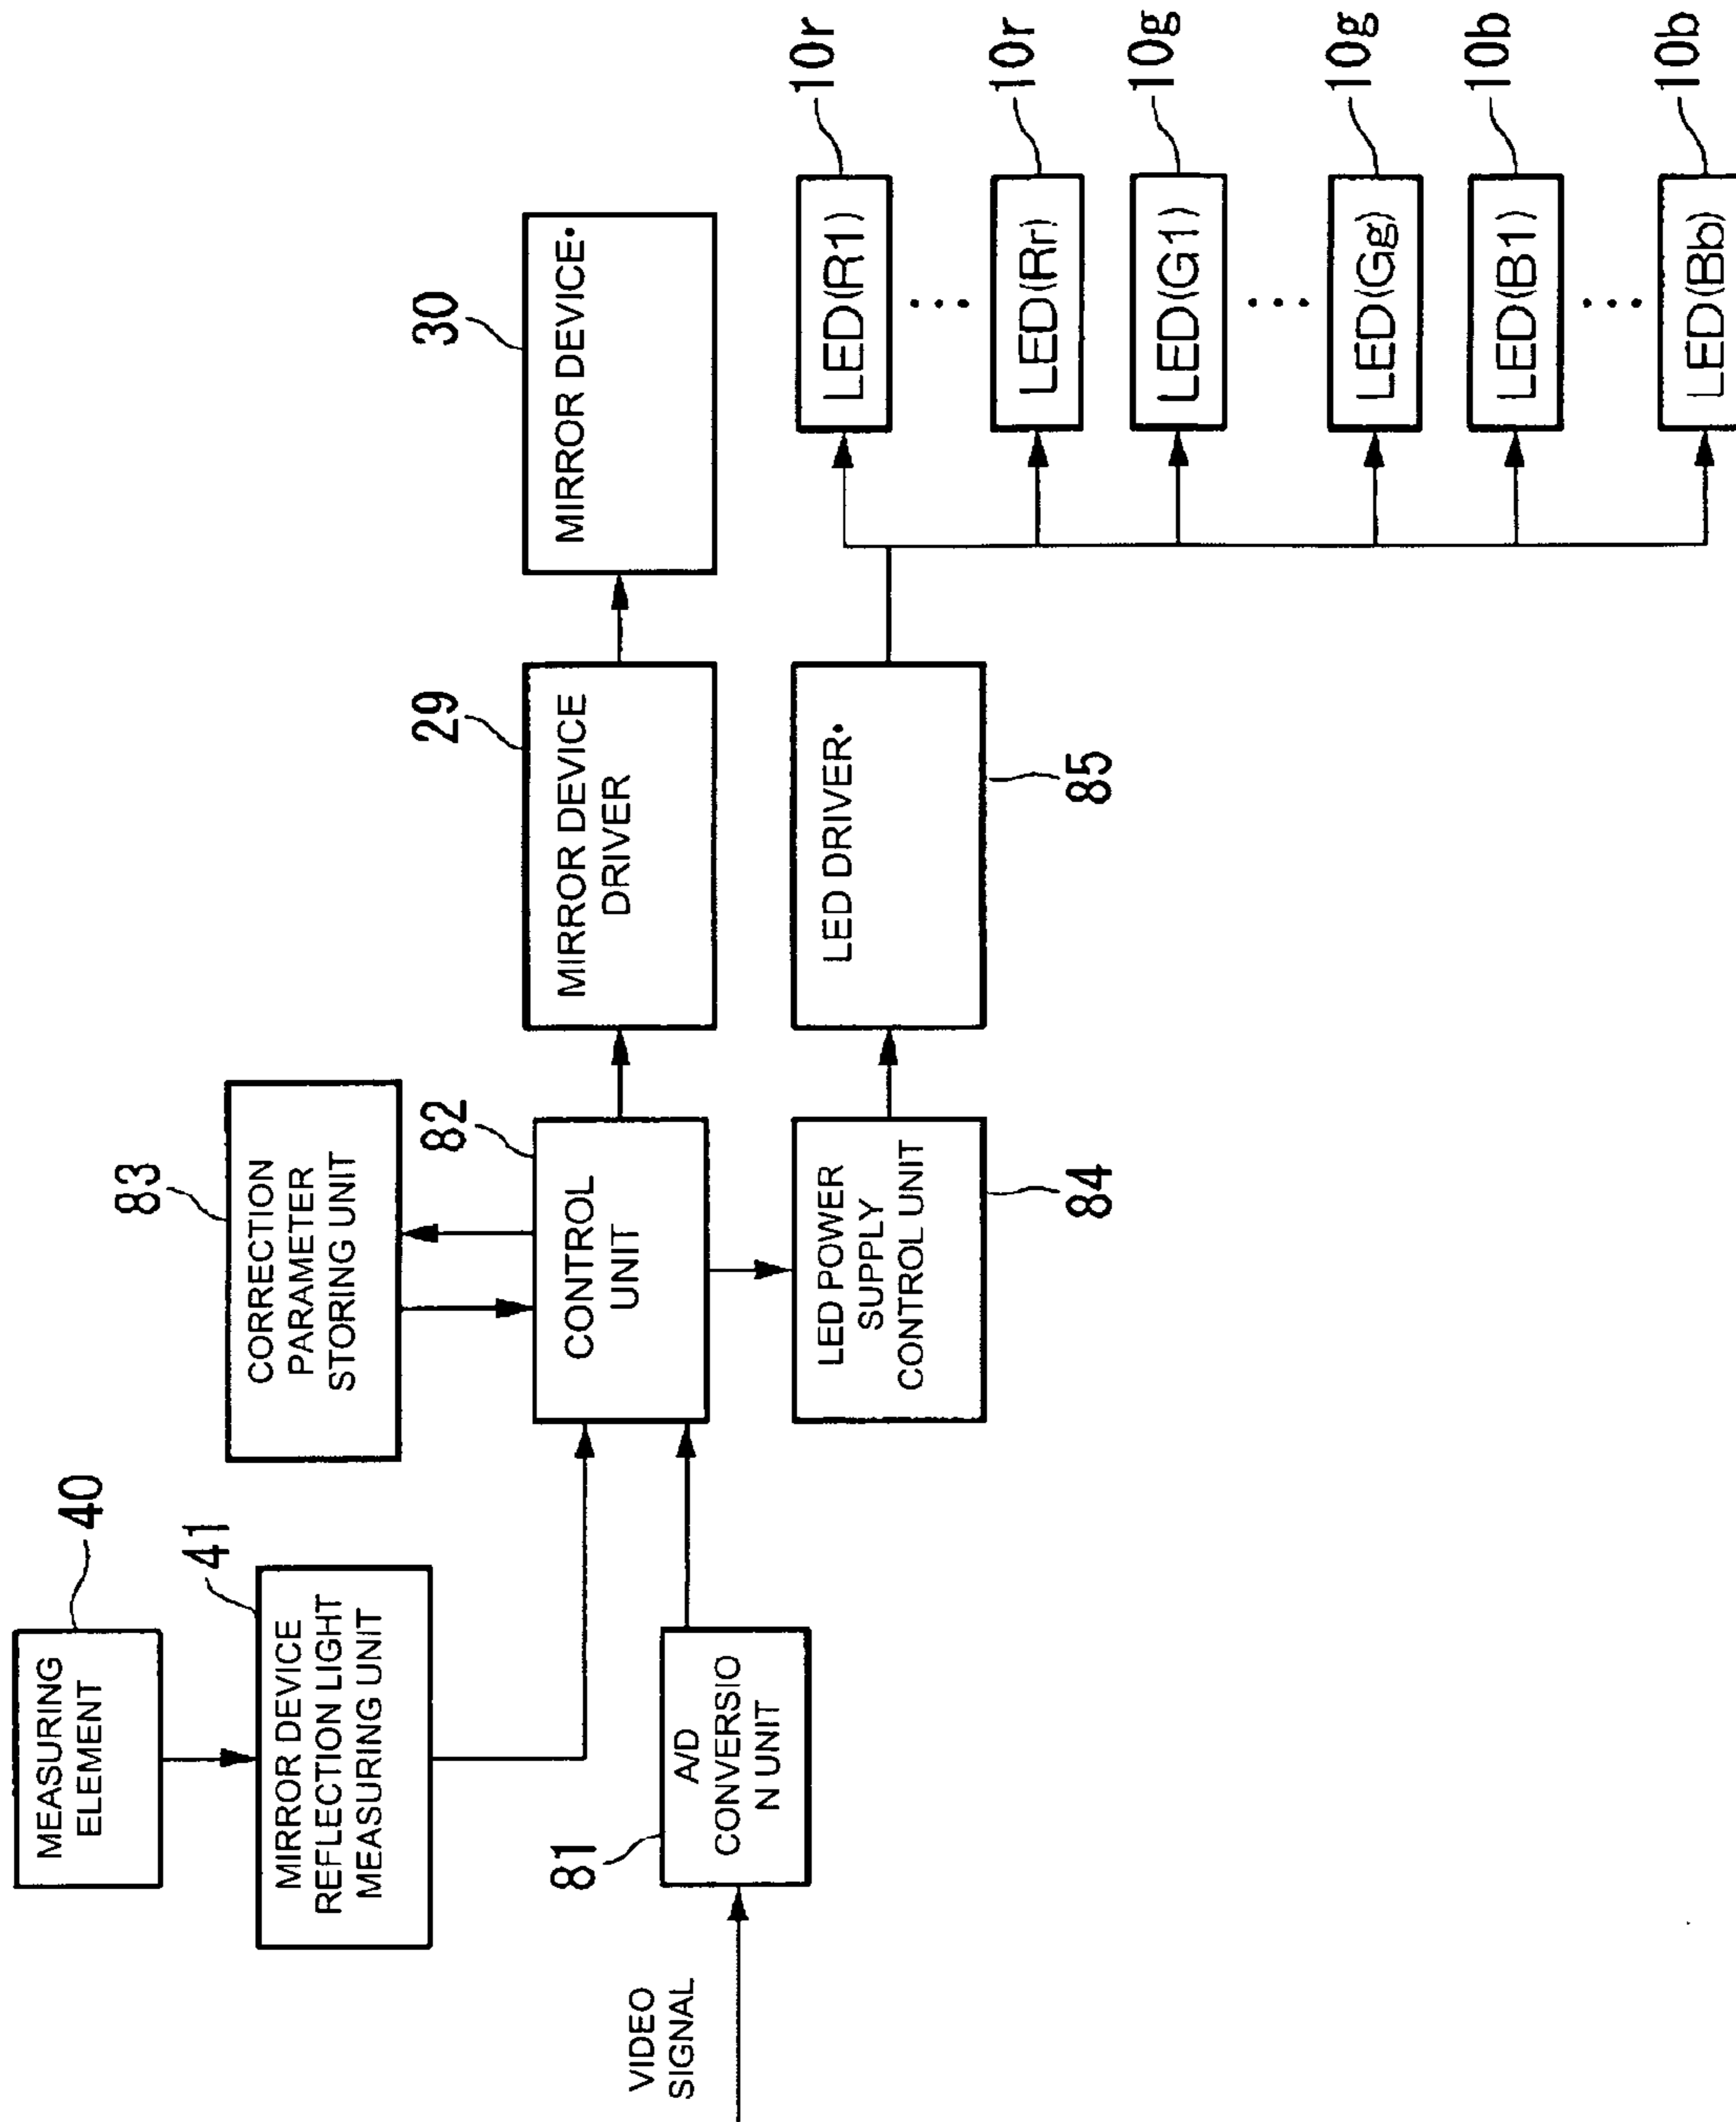 MEASURING
ELEMENT
40
MIRROR DEVICE
REFLECTION LIGHT
MEASURING UNIT
41
VIDEO
SIGNAL
A/D
CONVERSIO
N UNIT
81
CORRECTION
PARAMETER
STORING UNIT
83
CONTROL
UNIT
82
LED POWER
SUPPLY
CONTROL UNIT
84
MIRROR DEVICE
DRIVER
29
LED DRIVER•
85
MIRROR DEVICE•
30
LED(R1)
10r
•••
LED(Rr)
10r
LED(G1)
10g
•••
LED(Gg)
10g
LED(B1)
10b
•••
LED(Bb)
10b